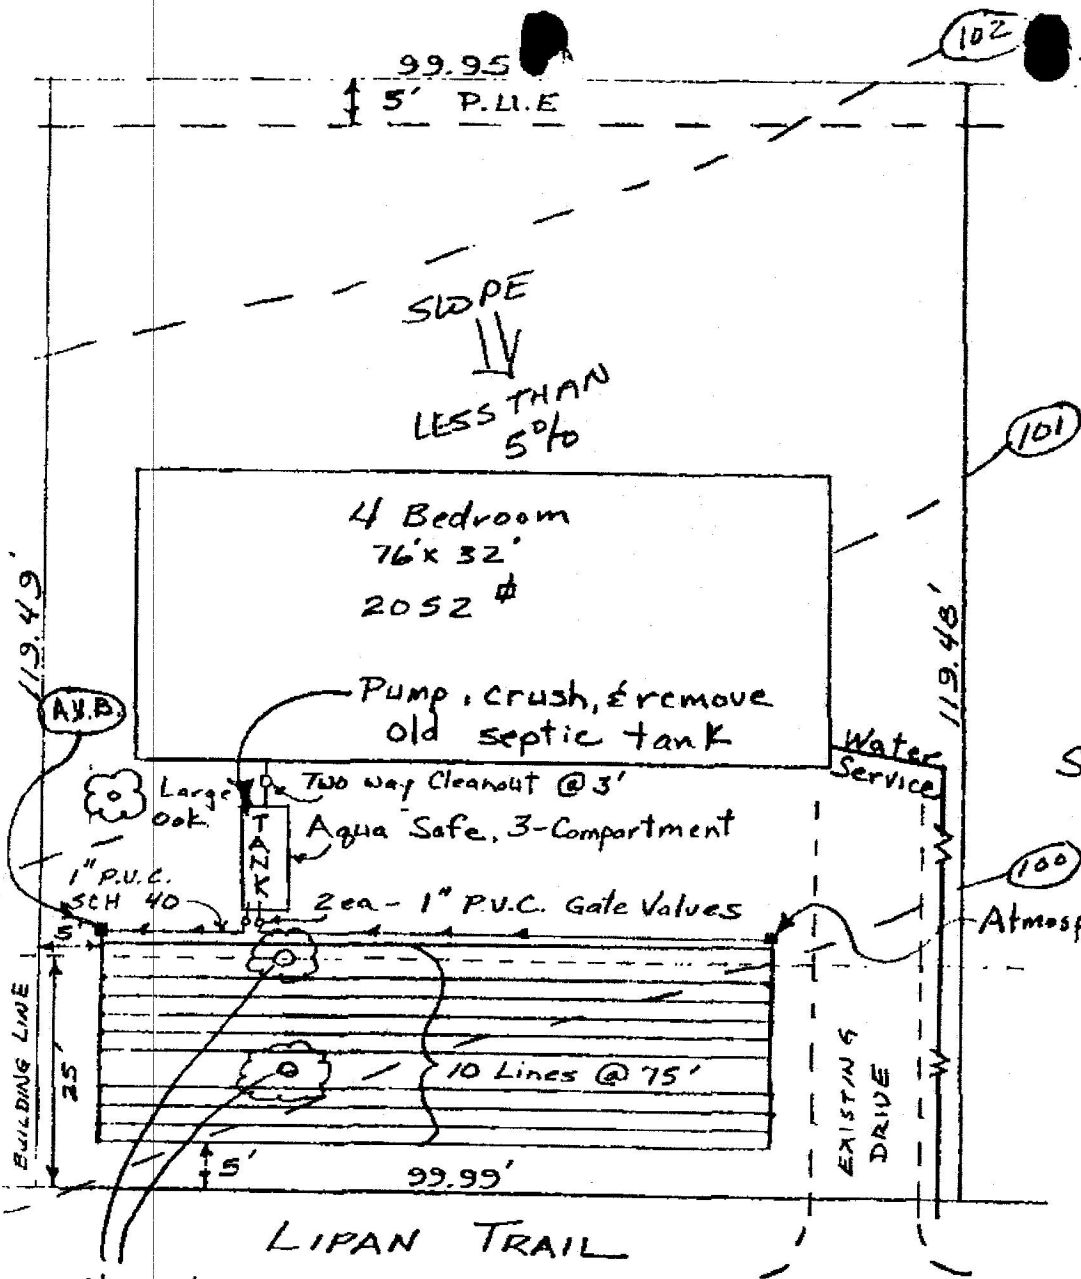 102
99.95
5' P.U.E
SLOPE
LESS THAN
5%
101
4 Bedroom
76' x 32'
2052
119.49'
119.48'
A.V.B.
Pump, crush, & remove
old septic tank
Water
Service
S
Two way Cleanout @ 3'
Large
Oak
TANK
Aqua Safe, 3-Compartment
100
1" P.V.C.
SCH 40
2 ea - 1" P.V.C. Gate Valves
Atmosp
5'
BUILDING LINE
25'
10 Lines @ 75'
EXISTING
DRIVE
5'
99.99'
LIPAN TRAIL